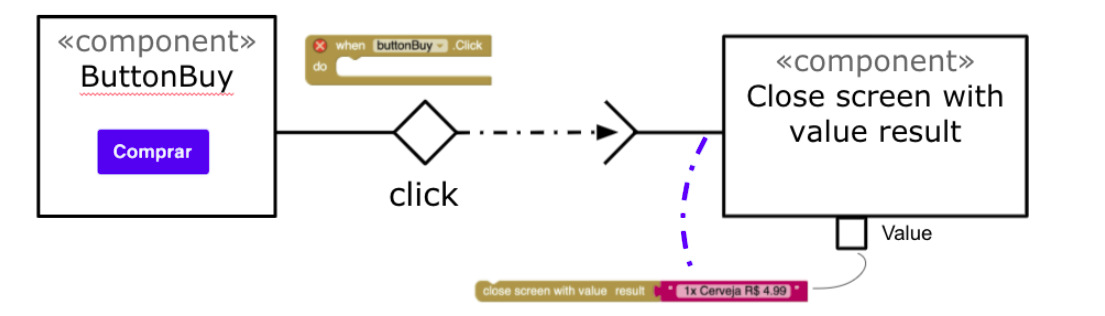 «component»
ButtonBuy
Comprar
when buttonBuy .Click
do
click
«component»
Close screen with
value result
Value
close screen with value result " 1x Cerveja R$ 4.99 "